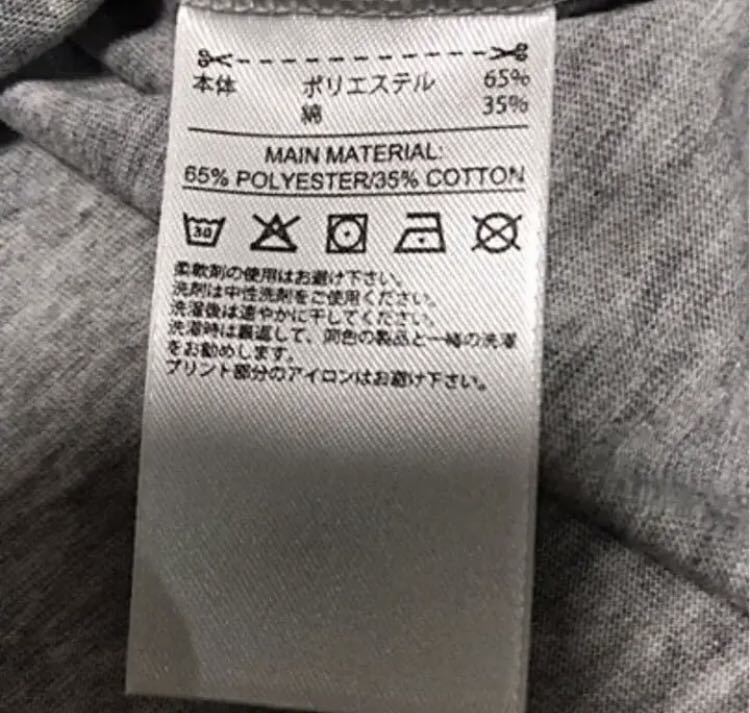 本体 ポリエステル 65%
綿 35%
MAIN MATERIAL:
65% POLYESTER/35% COTTON
30
柔軟剤の使用はお避け下さい。
洗剤は中性洗剤をご使用ください。
洗濯後は速やかに干してください。
洗濯時は裏返して、同色の製品と一緒の洗濯
をお勧めします。
プリント部分のアイロンはお避け下さい。